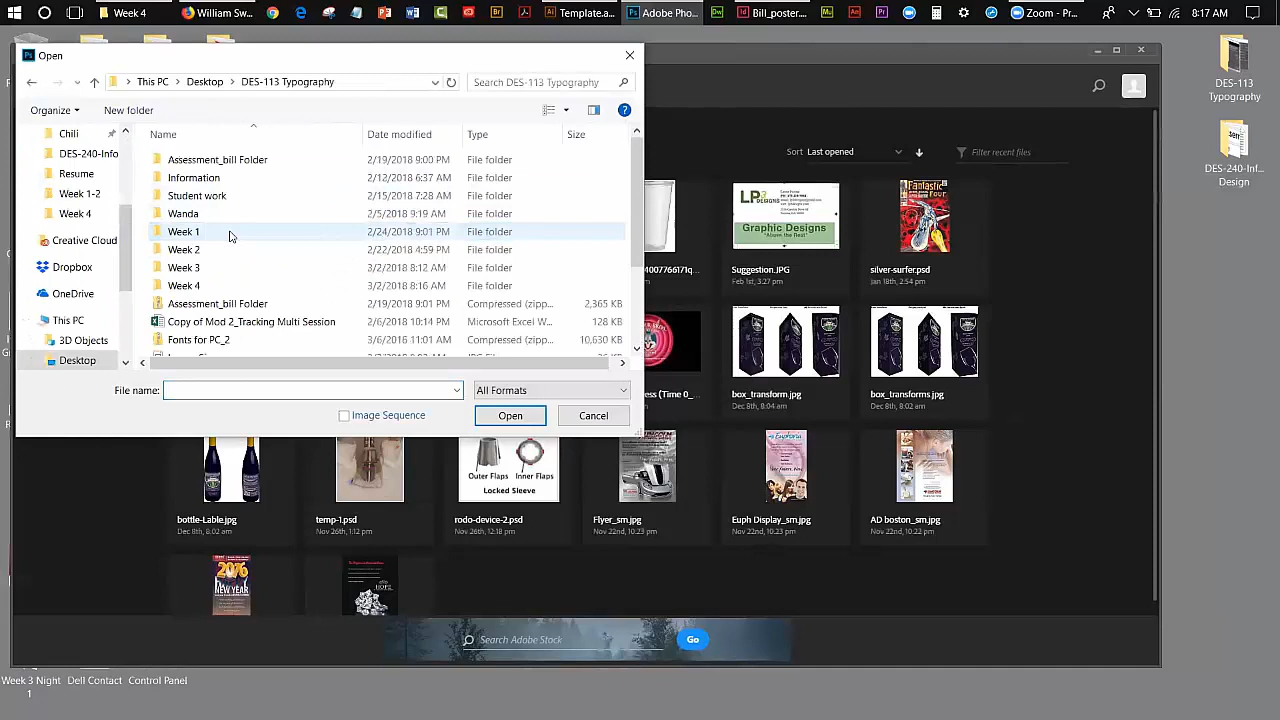 Week 4
William Sw...
Template.a...
Adobe Pho...
Bill_poster...
Zoom - Pr...
8:17 AM
Open
This PC > Desktop > DES-113 Typography
Search DES-113 Typography
Organize
New folder
Name
Date modified
Type
Size
Chili
DES-240-Info
Resume
Week 1-2
Creative Cloud
Dropbox
OneDrive
This PC
3D Objects
Desktop
Assessment_bill Folder 2/19/2018 9:00 PM File folder
Information 2/12/2018 6:37 AM File folder
Student work 2/15/2018 7:28 AM File folder
Wanda 2/5/2018 9:19 AM File folder
Week 1 2/24/2018 9:01 PM File folder
Week 2 2/22/2018 4:59 PM File folder
Week 3 3/2/2018 8:12 AM File folder
Week 4 3/2/2018 8:16 AM File folder
Assessment_bill Folder 2/19/2018 9:01 PM Compressed (zipp... 2,365 KB
Copy of Mod 2_Tracking Multi Session 2/6/2018 10:14 PM Microsoft Excel W... 128 KB
Fonts for PC_2 3/6/2016 11:01 AM Compressed (zipp... 10,630 KB
File name:
All Formats
Image Sequence
Open
Cancel
Sort Last opened
Filter recent files
LP
Graphic Designs
"Above the Rest"
Fantastic Four
400766171q...
Suggestion.JPG
Feb 1st, 3:27 pm
silver-surfer.psd
Jan 18th, 5:43 pm
ress (Time 0_...
box_transform.jpg
Dec 8th, 8:04 am
box_transforms.jpg
Dec 8th, 8:02 am
Outer Flaps
Inner Flaps
Locked Sleeve
bottle-Lable.jpg
Dec 8th, 8:02 am
temp-1.psd
Nov 26th, 1:12 pm
rodo-device-2.psd
Nov 26th, 12:18 pm
Flyer_sm.jpg
Nov 22nd, 10:23 pm
Euph Display_sm.jpg
Nov 22nd, 10:23 pm
AD boston_sm.jpg
Nov 22nd, 10:22 pm
20%
NEW YEAR
HOPE
Search Adobe Stock
Go
DES-113
Typography
DES-240-Inf...
Design
Week 3 Night
1
Dell Contact
Control Panel